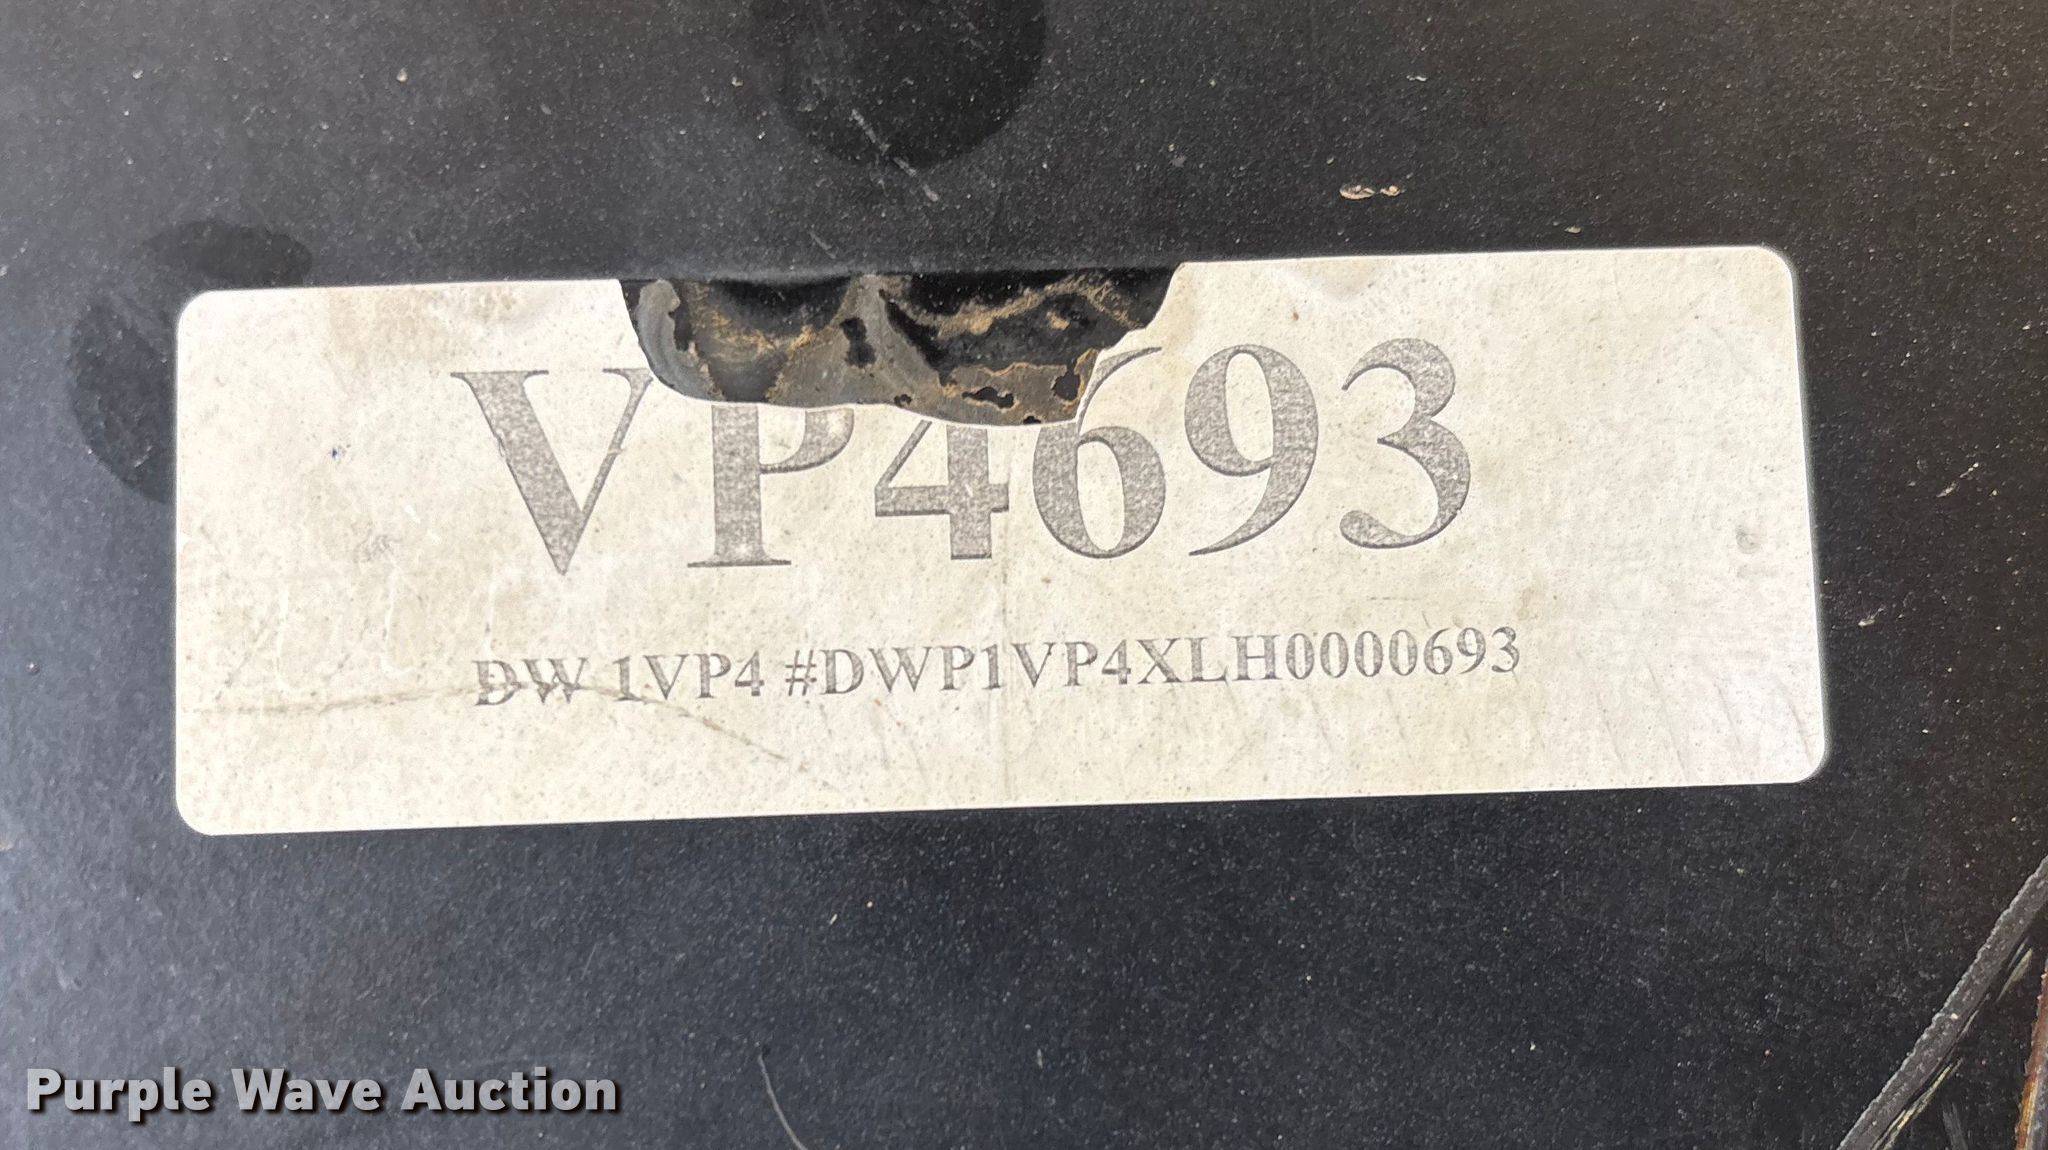 VP4693
DW 1VP4 #DWP1VP4XLH0000693
Purple Wave Auction